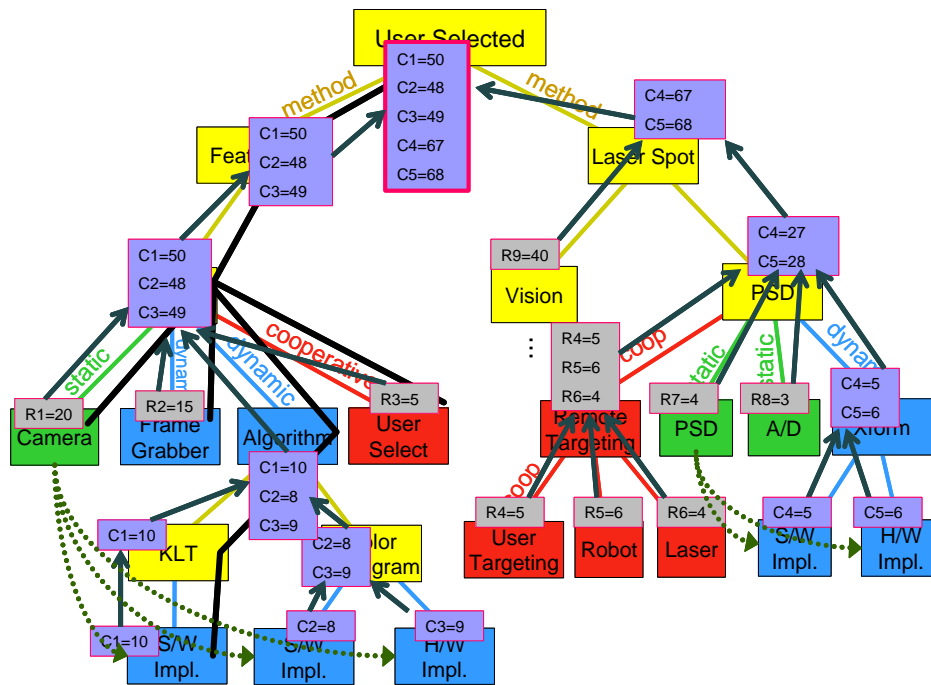 User Selected
C1=50
C2=48
C3=49
C4=67
C5=68
method
method
C4=67
C5=68
C1=50
C2=48
C3=49
Laser Spot
C1=50
C2=48
C3=49
R9=40
Vision
C4=27
C5=28
PSD
static
dynamic
cooperative
R1=20
Camera
R2=15
Frame
Grabber
Algorithm
R3=5
User
Select
...
R4=5
R5=6
R6=4
coop
static
static
Remote
Targeting
R7=4
PSD
R8=3
A/D
C4=5
C5=6
Xform
C1=10
C2=8
C3=9
C1=10
KLT
C2=8
C3=9
coop
R4=5
User
Targeting
R5=6
Robot
R6=4
Laser
C4=5
S/W
Impl.
C5=6
H/W
Impl.
C1=10
S/W
Impl.
C2=8
S/W
Impl.
C3=9
H/W
Impl.